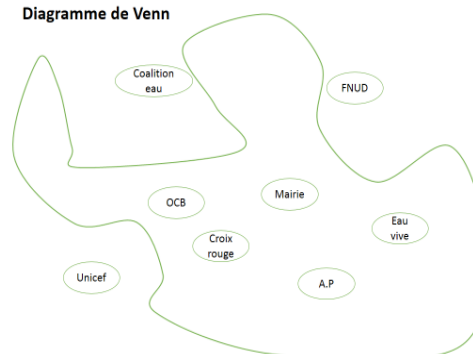 Diagramme de Venn
Coalition
eau
FNUD
Mairie
OCB
Eau
vive
Croix
rouge
Unicef
A.P